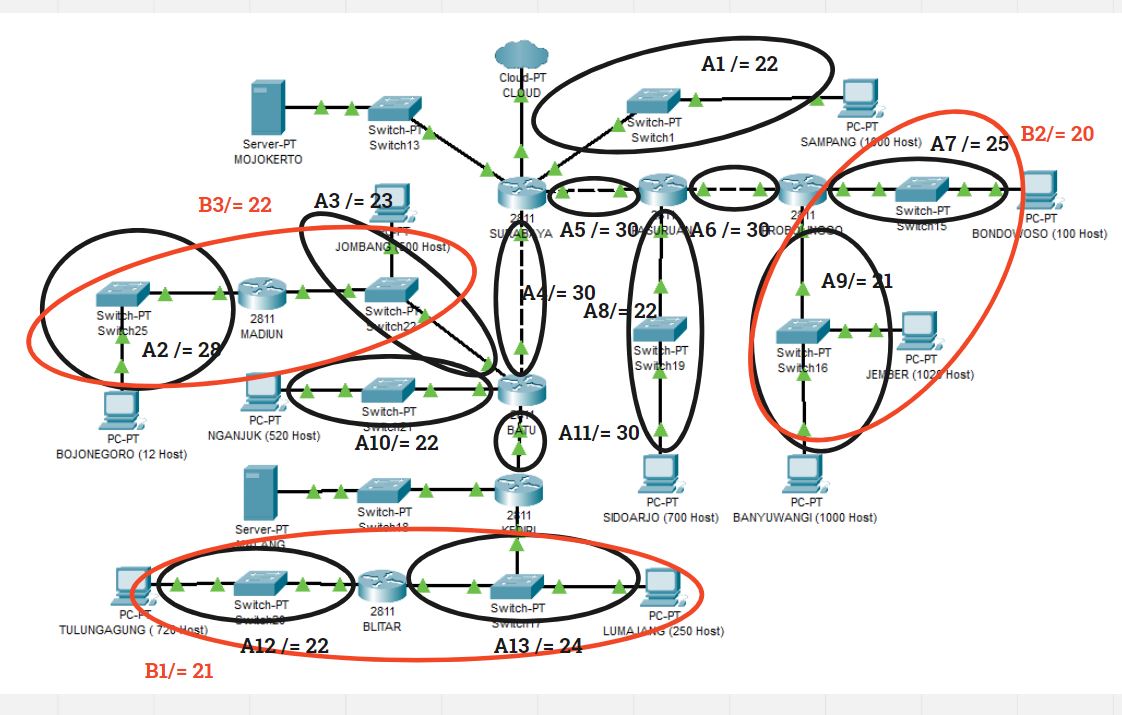 Cloud-PT
CLOUD
A1 /= 22
Switch-PT
Switch1
PC-PT
SAMPANG (1000 Host)
Server-PT
MOJOKERTO
Switch-PT
Switch13
A7 /= 25
B2/= 20
Switch-PT
Switch15
PC-PT
BONDOWOSO (100 Host)
B3/= 22
A3 /= 23
JOMBANG (500 Host)
2811
SURABAYA
A5 /= 30
PASURUAN
A6 /= 30
2811
PROBOLINGGO
A4/= 30
A8/= 22
A9/= 21
Switch-PT
Switch25
2811
MADIUN
Switch-PT
Switch22
A2 /= 28
Switch-PT
Switch19
Switch-PT
Switch16
PC-PT
JEMBER (1020 Host)
PC-PT
BOJONEGORO (12 Host)
PC-PT
NGANJUK (520 Host)
Switch-PT
Switch21
A10/= 22
2811
BATU
A11/= 30
Server-PT
MALANG
Switch-PT
Switch18
2811
KEDIRI
PC-PT
SIDOARJO (700 Host)
PC-PT
BANYUWANGI (1000 Host)
PC-PT
TULUNGAGUNG ( 720 Host)
Switch-PT
Switch20
2811
BLITAR
Switch-PT
Switch17
PC-PT
LUMAJANG (250 Host)
A12 /= 22
A13 /= 24
B1/= 21